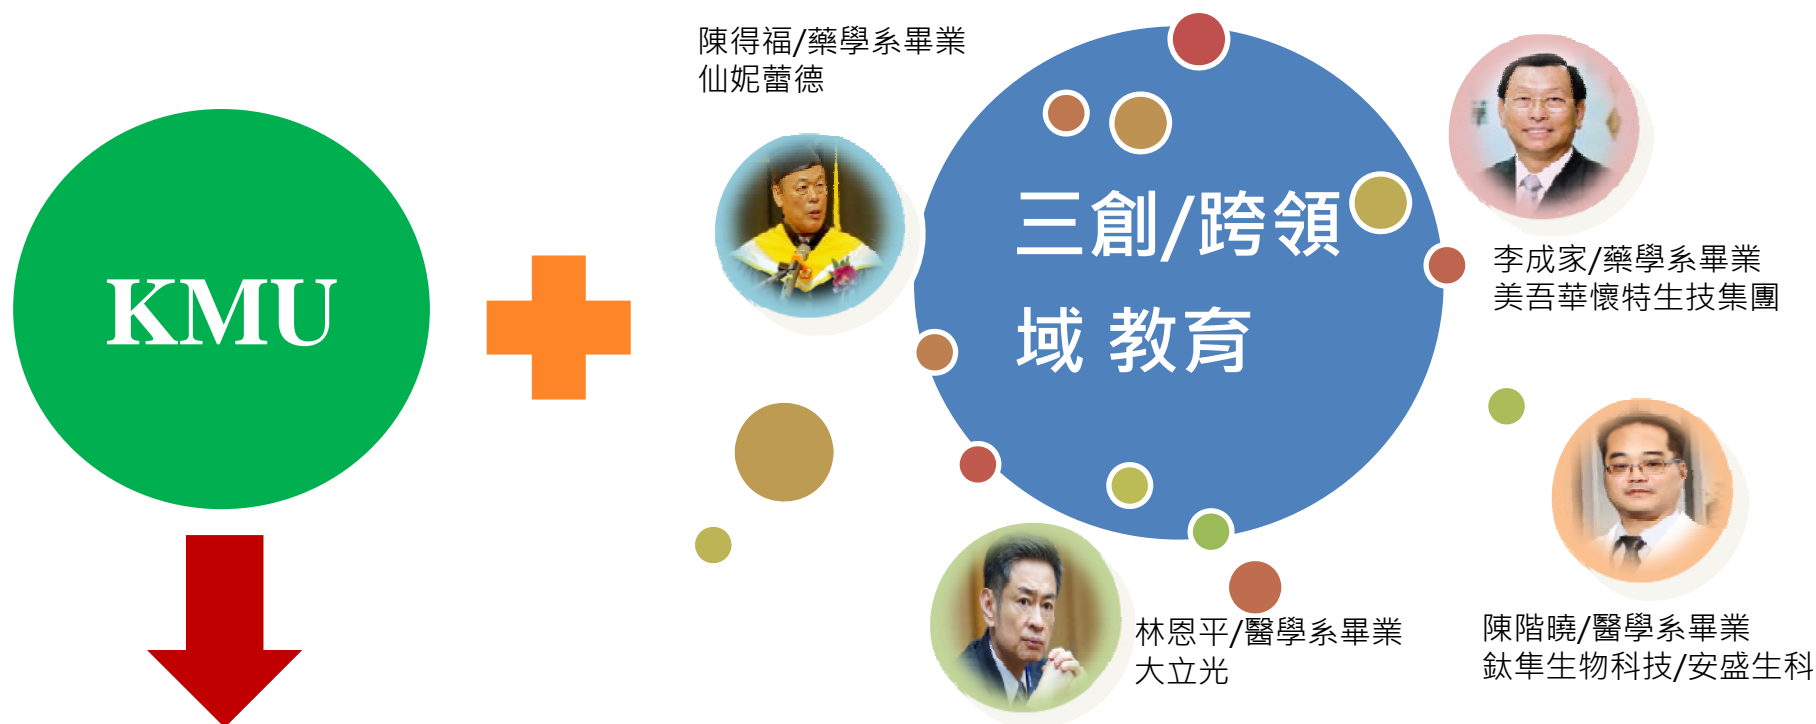 陳得福/藥學系畢業
仙妮蕾德
KMU
三創/跨領
域 教育
李成家/藥學系畢業
美吾華懷特生技集團
林恩平/醫學系畢業
大立光
陳階曉/醫學系畢業
鈦隼生物科技/安盛生科